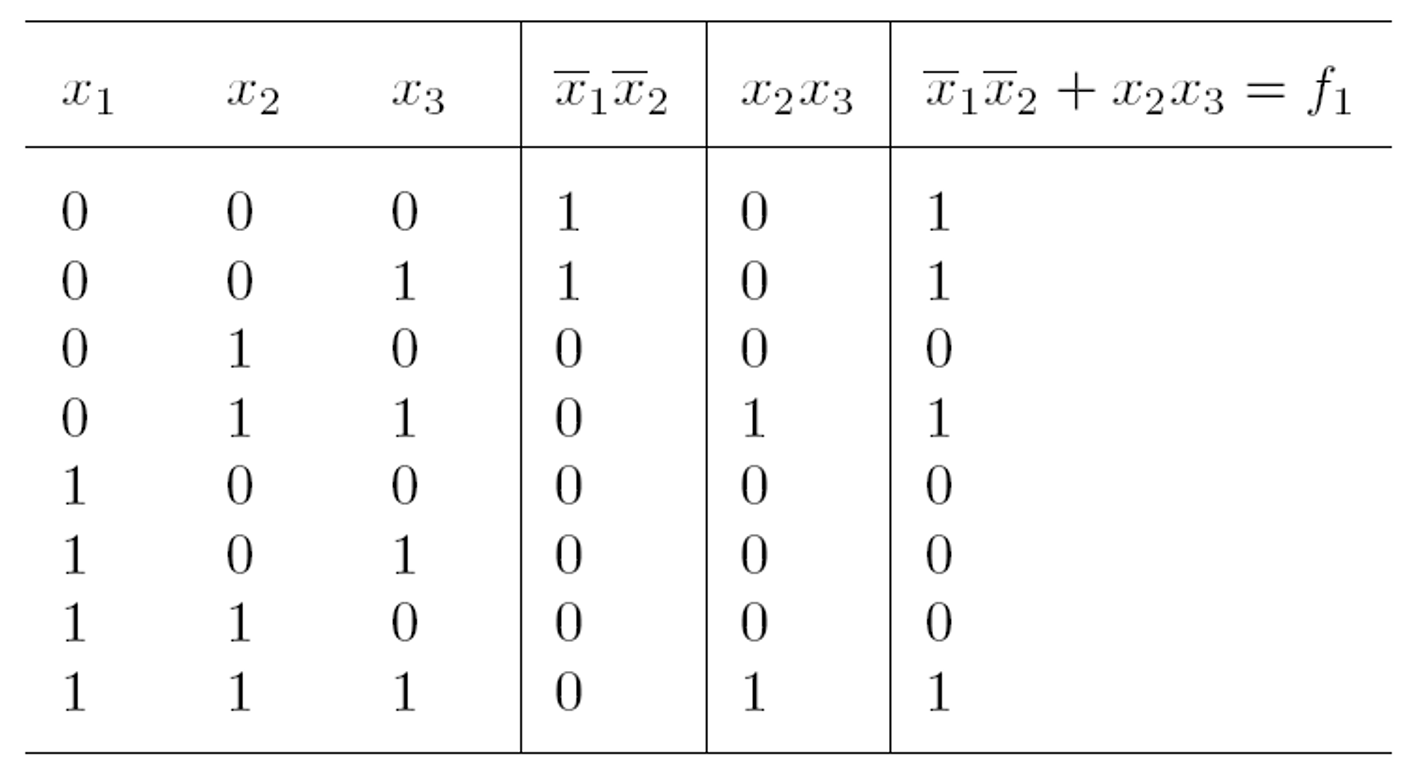 x₁ x₂ x₃ x̅₁x̅₂ x₂x₃ x̅₁x̅₂ + x₂x₃ = f₁
0 0 0 1 0 1
0 0 1 1 0 1
0 1 0 0 0 0
0 1 1 0 1 1
1 0 0 0 0 0
1 0 1 0 0 0
1 1 0 0 0 0
1 1 1 0 1 1